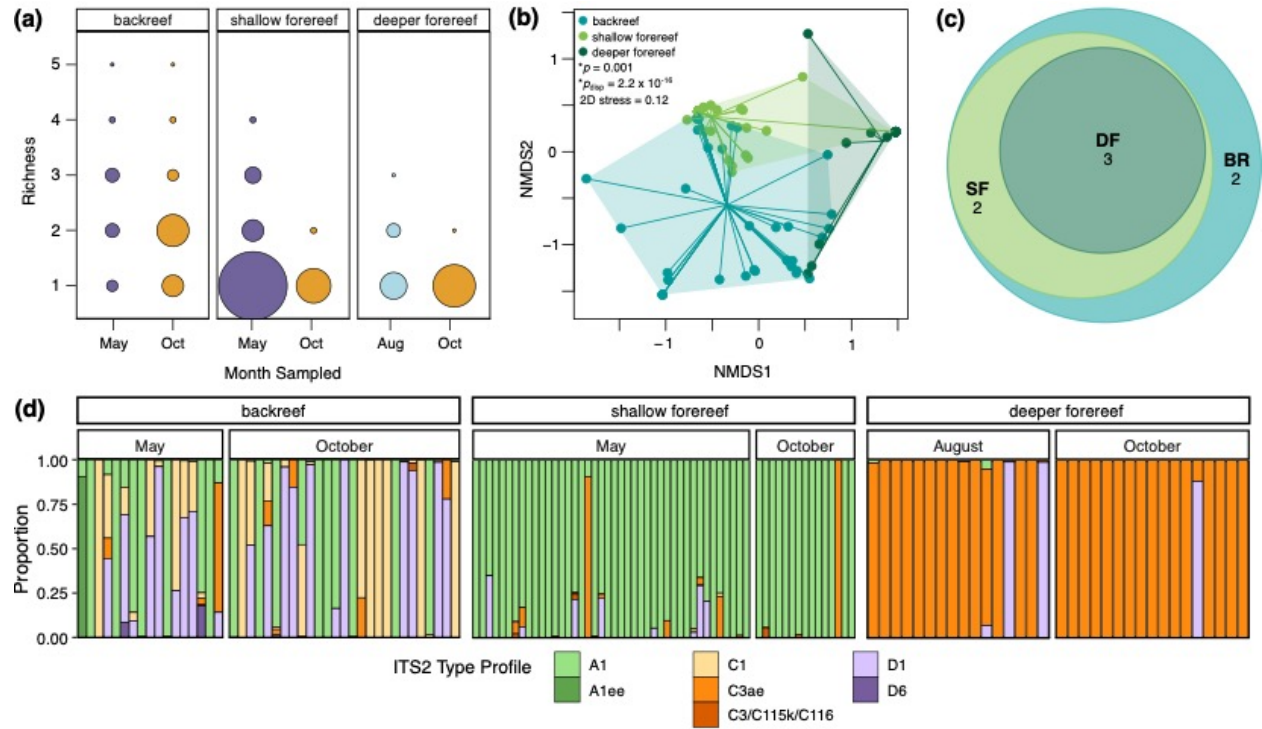 (a)
backreef shallow forereef deeper forereef
Richness
5
4
3
2
1
May Oct May Oct Aug Oct
Month Sampled
(b)
backreef
shallow forereef
deeper forereef
*p = 0.001
*p_disp = 2.2 x 10^-16
2D stress = 0.12
NMDS2
1
0
−1
−1 0 1
NMDS1
(c)
DF
3
BR
2
SF
2
(d)
backreef shallow forereef deeper forereef
May October May October August October
Proportion
1.00
0.75
0.50
0.25
0.00
ITS2 Type Profile
A1 C1 D1
A1ee C3ae D6
C3/C115k/C116